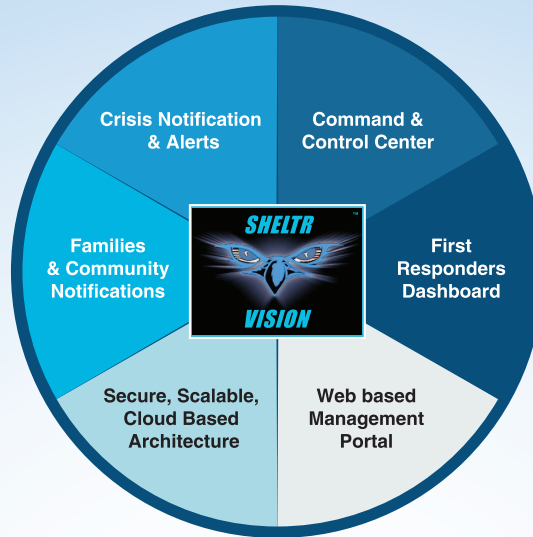 Crisis Notification
& Alerts
Command &
Control Center
Families
& Community
Notifications
SHELTR
™
VISION
First
Responders
Dashboard
Secure, Scalable,
Cloud Based
Architecture
Web based
Management
Portal